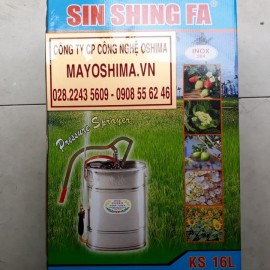 SIN SHING FA
CÔNG TY CP CÔNG NGHỆ OSHIMA
MAYOSHIMA.VN
028.2243 5609 - 0908 55 62 46
INOX
Pressure Sprayer
KS 16L